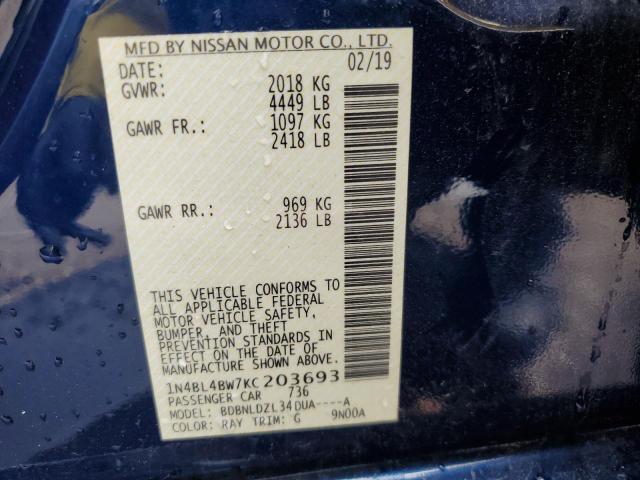 MFD BY NISSAN MOTOR CO., LTD.
DATE: 02/19
GVWR: 2018 KG
4449 LB
GAWR FR.: 1097 KG
2418 LB
GAWR RR.: 969 KG
2136 LB
THIS VEHICLE CONFORMS TO
ALL APPLICABLE FEDERAL
MOTOR VEHICLE SAFETY,
BUMPER, AND THEFT
PREVENTION STANDARDS IN
EFFECT ON THE DATE OF
MANUFACTURE SHOWN ABOVE.
1N4BL4BW7KC203693
PASSENGER CAR 736
MODEL: BDBNLDZL34DUA----A
COLOR: RAY TRIM: G 9N00A